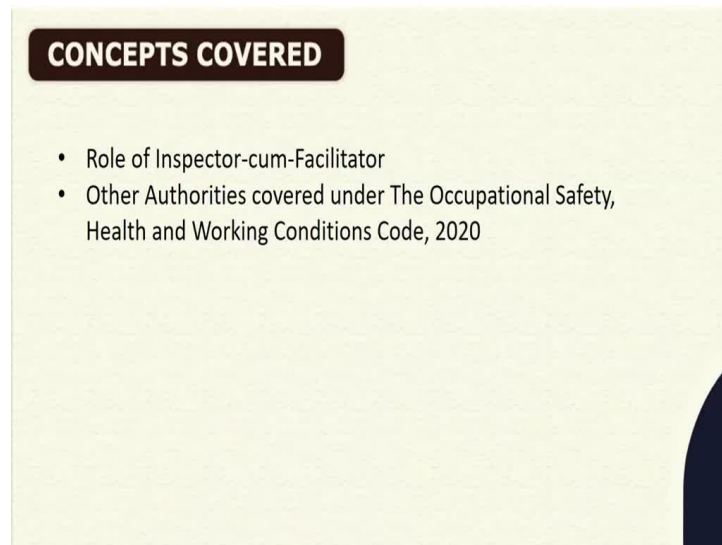 CONCEPTS COVERED
• Role of Inspector-cum-Facilitator
• Other Authorities covered under The Occupational Safety,
Health and Working Conditions Code, 2020